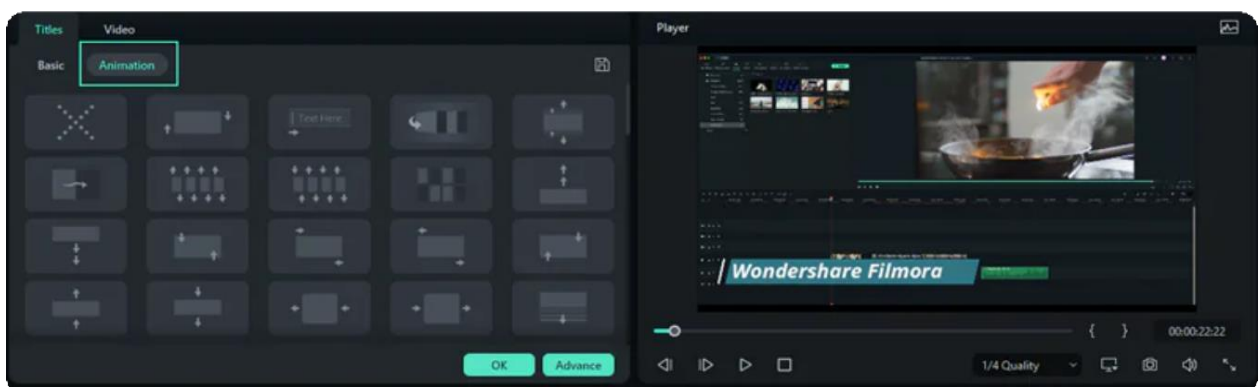 Titles Video
Basic Animation
Text Here
OK Advance
Player
Wondershare Filmora
{ } 00:00:22:22
1/4 Quality